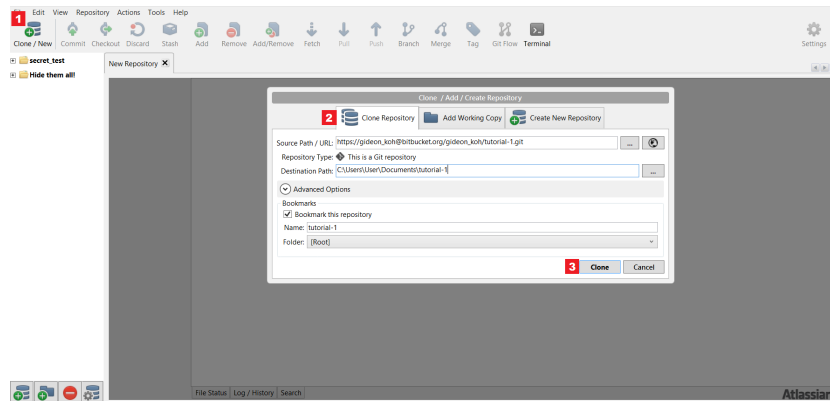 1
Edit View Repository Actions Tools Help
Clone / New Commit Checkout Discard Stash Add Remove Add/Remove Fetch Pull Push Branch Merge Tag Git Flow Terminal Settings
secret_test
Hide them all!
New Repository
Clone / Add / Create Repository
2 Clone Repository Add Working Copy Create New Repository
Source Path / URL: https://gideon_koh@bitbucket.org/gideon_koh/tutorial-1.git ...
Repository Type: This is a Git repository
Destination Path: C:\Users\User\Documents\tutorial-1 ...
Advanced Options
Bookmarks
Bookmark this repository
Name: tutorial-1
Folder: [Root]
3 Clone Cancel
File Status Log / History Search
Atlassian